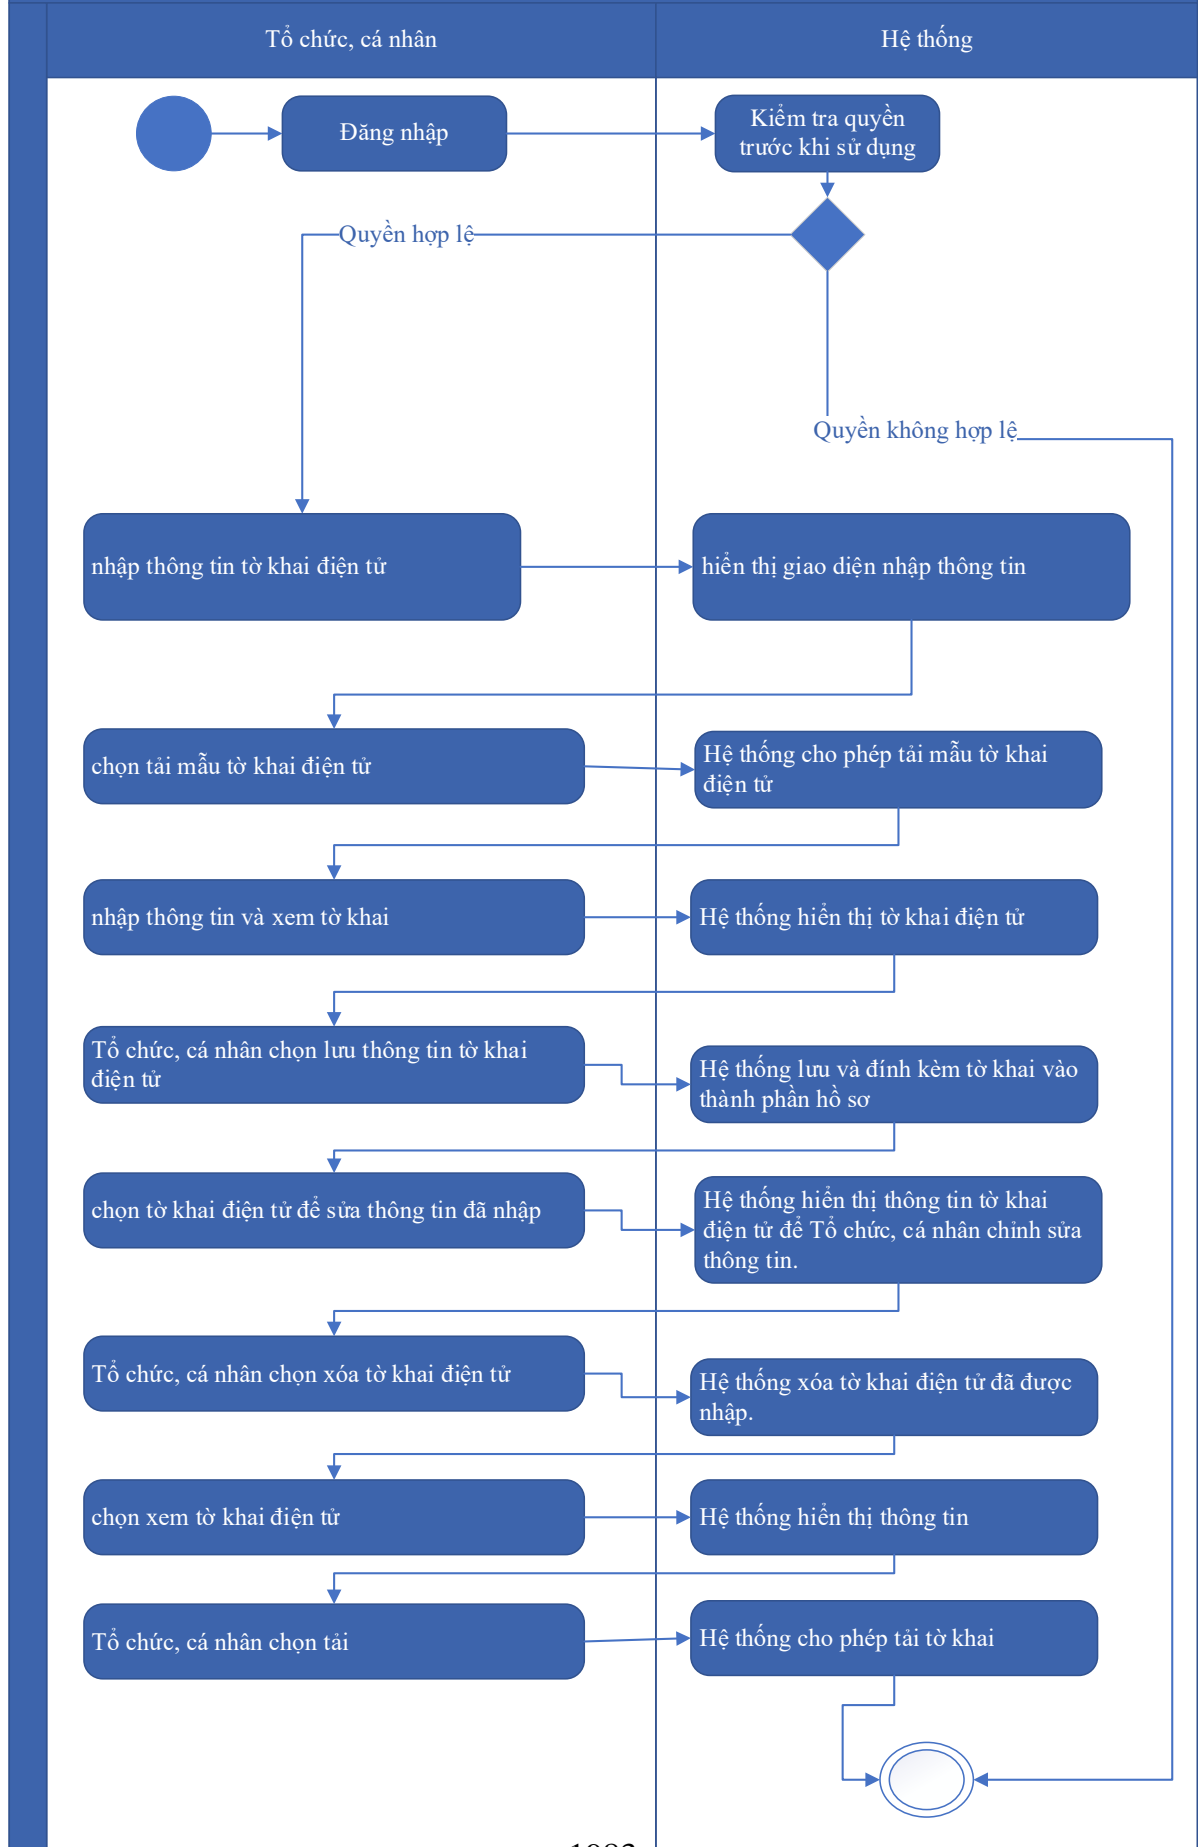 Tổ chức, cá nhân
Hệ thống
Đăng nhập
Kiểm tra quyền
trước khi sử dụng
Quyền hợp lệ
Quyền không hợp lệ
nhập thông tin tờ khai điện tử
hiển thị giao diện nhập thông tin
chọn tải mẫu tờ khai điện tử
Hệ thống cho phép tải mẫu tờ khai
điện tử
nhập thông tin và xem tờ khai
Hệ thống hiển thị tờ khai điện tử
Tổ chức, cá nhân chọn lưu thông tin tờ khai
điện tử
Hệ thống lưu và đính kèm tờ khai vào
thành phần hồ sơ
chọn tờ khai điện tử để sửa thông tin đã nhập
Hệ thống hiển thị thông tin tờ khai
điện tử để Tổ chức, cá nhân chỉnh sửa
thông tin.
Tổ chức, cá nhân chọn xóa tờ khai điện tử
Hệ thống xóa tờ khai điện tử đã được
nhập.
chọn xem tờ khai điện tử
Hệ thống hiển thị thông tin
Tổ chức, cá nhân chọn tải
Hệ thống cho phép tải tờ khai